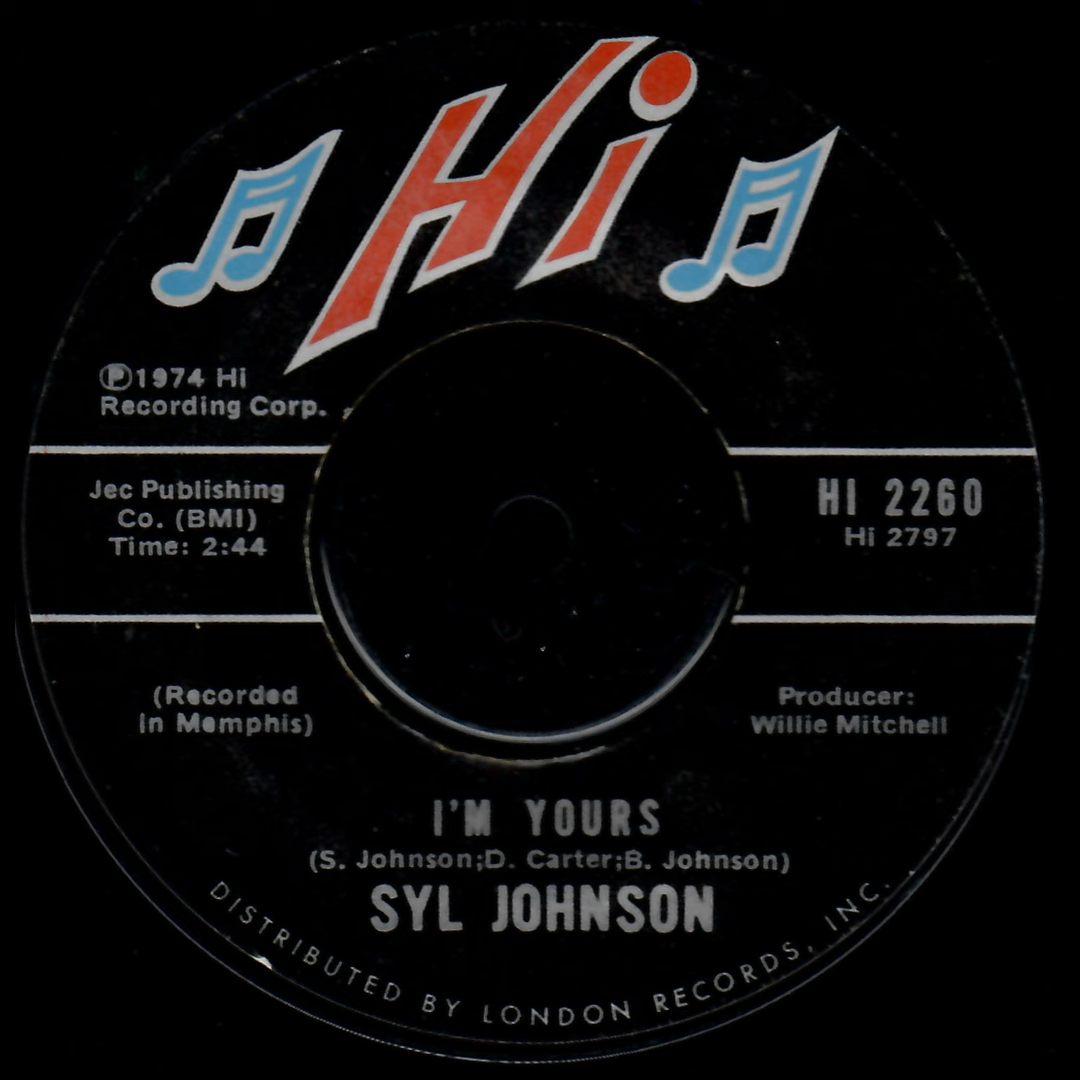 Hi
℗1974 Hi
Recording Corp.
Jec Publishing
Co. (BMI)
Time: 2:44
HI 2260
Hi 2797
(Recorded
in Memphis)
Producer:
Willie Mitchell
I'M YOURS
(S. Johnson;D. Carter;B. Johnson)
SYL JOHNSON
DISTRIBUTED BY LONDON RECORDS, INC.